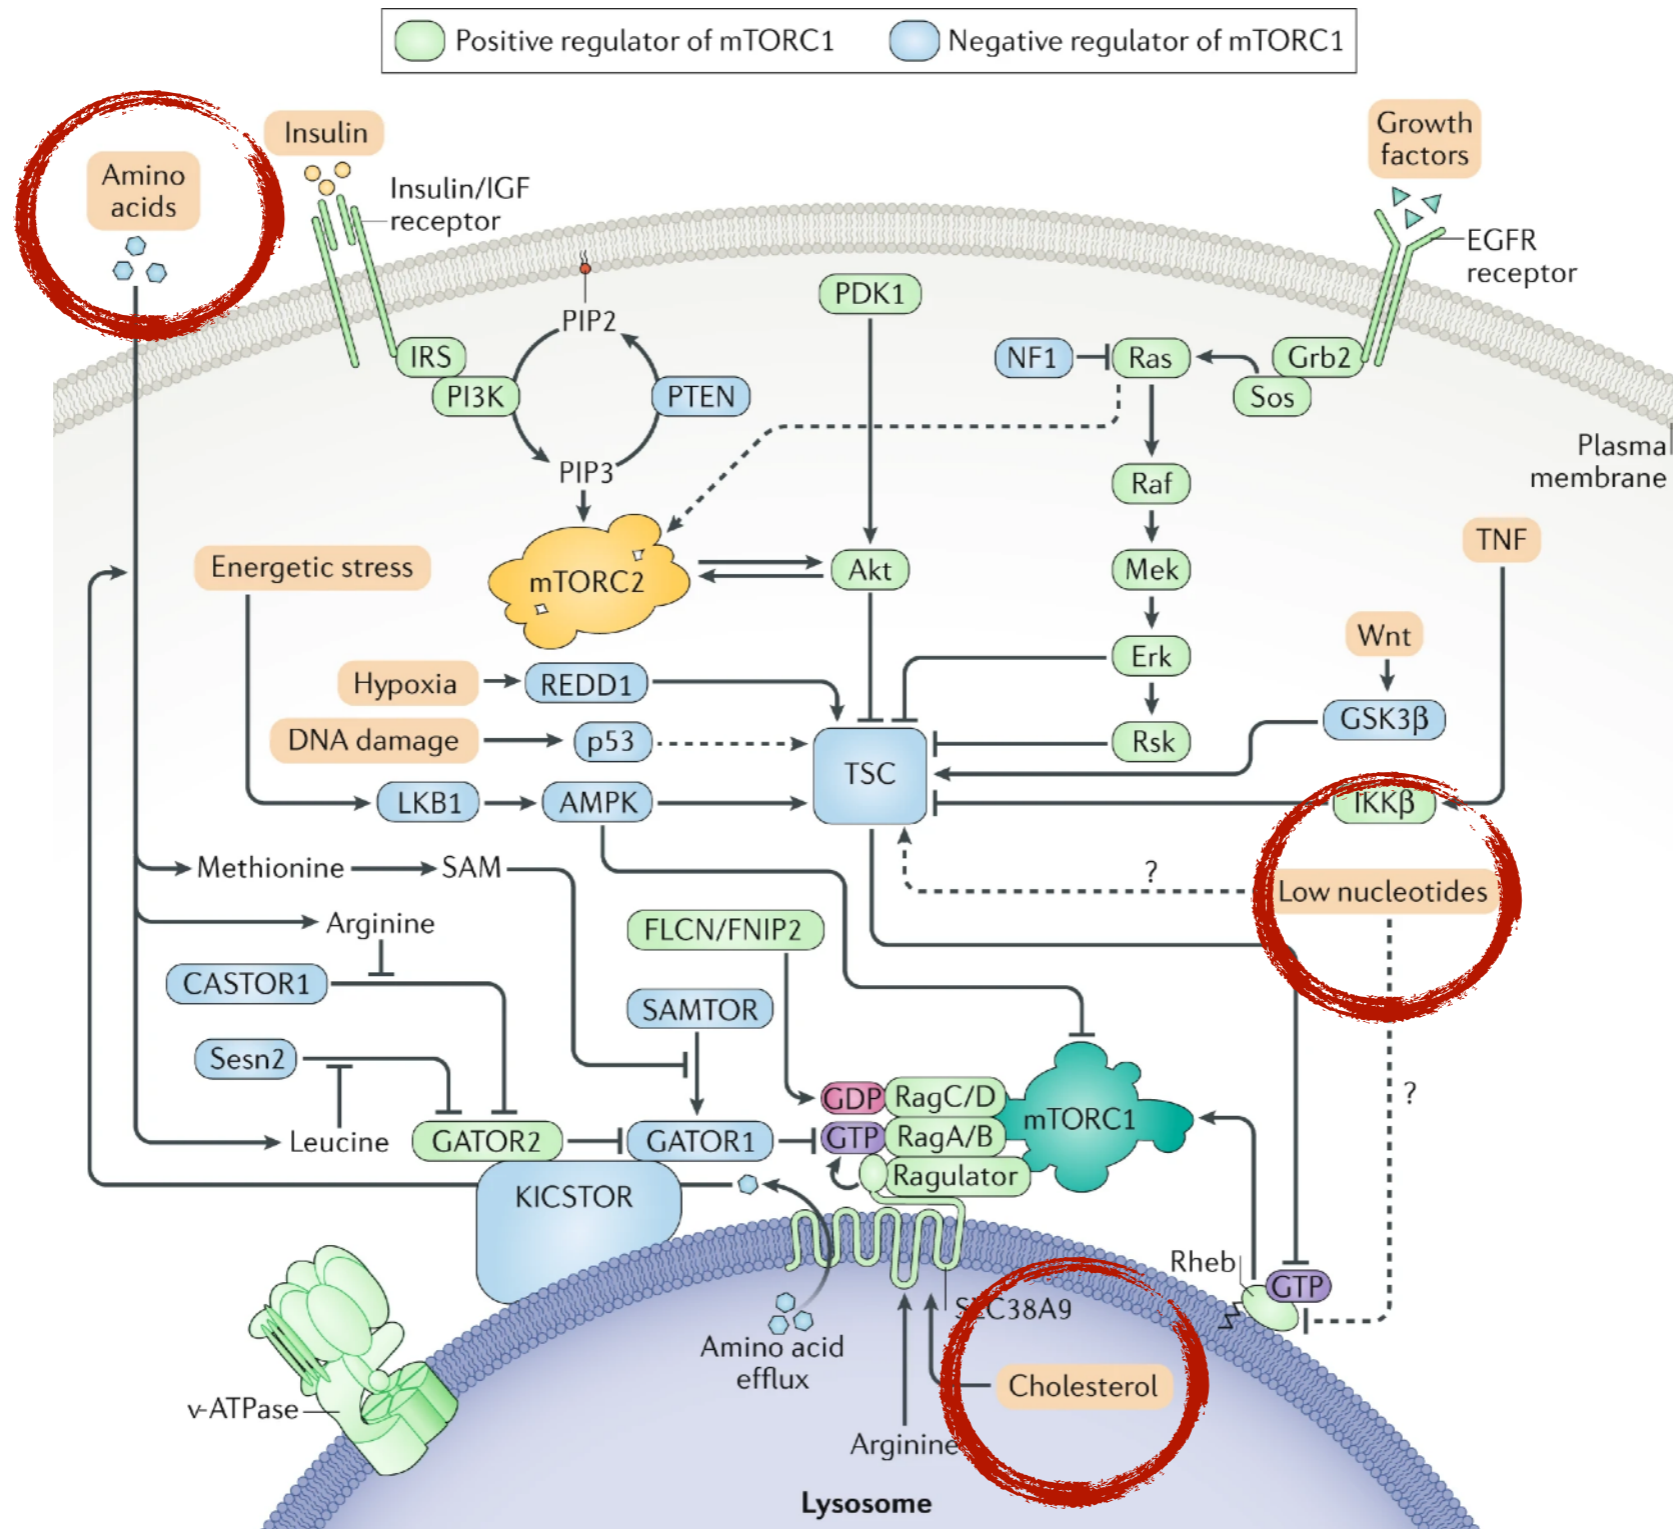 Positive regulator of mTORC1
Negative regulator of mTORC1
Amino
acids
Insulin
Insulin/IGF
receptor
Growth
factors
EGFR
receptor
PIP2
PDK1
IRS
PI3K
PTEN
NF1
Ras
Grb2
Sos
PIP3
Plasma
membrane
Raf
TNF
Energetic stress
mTORC2
Akt
Mek
Wnt
Erk
Hypoxia
REDD1
GSK3β
DNA damage
p53
TSC
Rsk
LKB1
AMPK
IKKβ
Methionine
SAM
?
Low nucleotides
Arginine
FLCN/FNIP2
CASTOR1
SAMTOR
Sesn2
GDP
RagC/D
mTORC1
?
Leucine
GATOR2
GATOR1
GTP
RagA/B
Ragulator
KICSTOR
Rheb
GTP
SLC38A9
Amino acid
efflux
Cholesterol
v-ATPase
Arginine
Lysosome